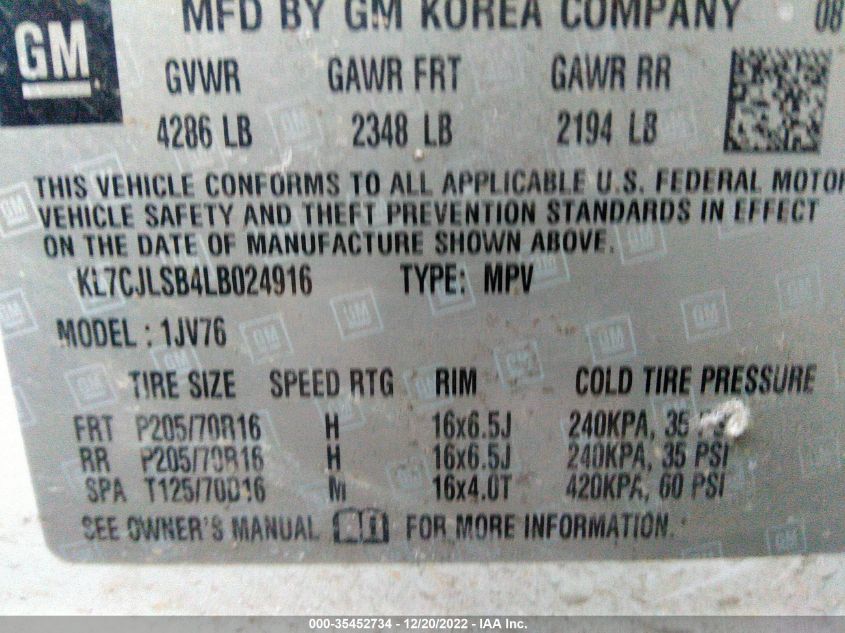 MFD BY GM KOREA COMPANY 08
GM
GVWR GAWR FRT GAWR RR
4286 LB 2348 LB 2194 LB
THIS VEHICLE CONFORMS TO ALL APPLICABLE U.S. FEDERAL MOTOR
VEHICLE SAFETY AND THEFT PREVENTION STANDARDS IN EFFECT
ON THE DATE OF MANUFACTURE SHOWN ABOVE.
KL7CJLSB4LB024916 TYPE: MPV
MODEL : 1JV76
TIRE SIZE SPEED RTG RIM COLD TIRE PRESSURE
FRT P205/70R16 H 16x6.5J 240KPA, 35 PSI
RR P205/70R16 H 16x6.5J 240KPA, 35 PSI
SPA T125/70D16 M 16x4.0T 420KPA, 60 PSI
SEE OWNER'S MANUAL FOR MORE INFORMATION.
000-35452734 - 12/20/2022 - IAA Inc.